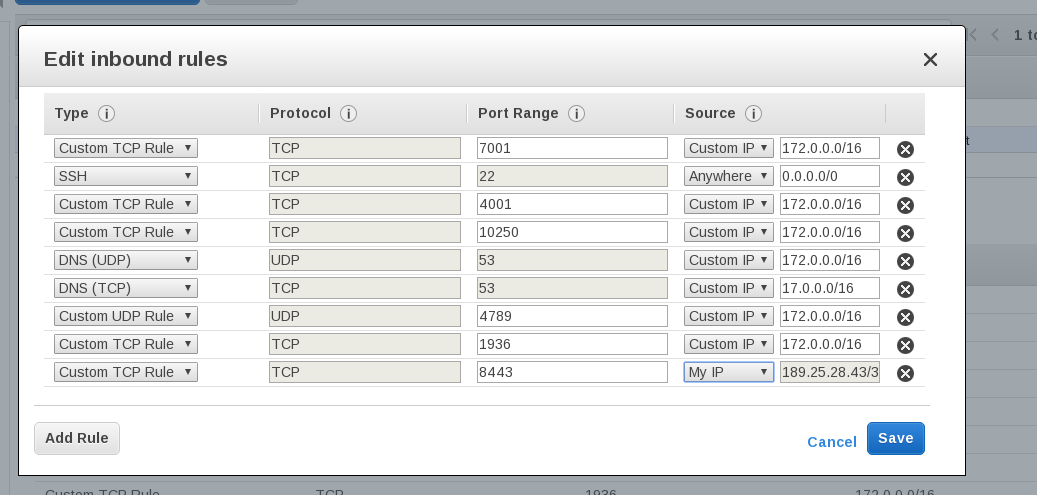 1 to
Edit inbound rules
Type Protocol Port Range Source
Custom TCP Rule TCP 7001 Custom IP 172.0.0.0/16
SSH TCP 22 Anywhere 0.0.0.0/0
Custom TCP Rule TCP 4001 Custom IP 172.0.0.0/16
Custom TCP Rule TCP 10250 Custom IP 172.0.0.0/16
DNS (UDP) UDP 53 Custom IP 172.0.0.0/16
DNS (TCP) TCP 53 Custom IP 17.0.0.0/16
Custom UDP Rule UDP 4789 Custom IP 172.0.0.0/16
Custom TCP Rule TCP 1936 Custom IP 172.0.0.0/16
Custom TCP Rule TCP 8443 My IP 189.25.28.43/3
Add Rule Cancel Save
Custom TCP Rule TCP 1936 172.0.0.0/16